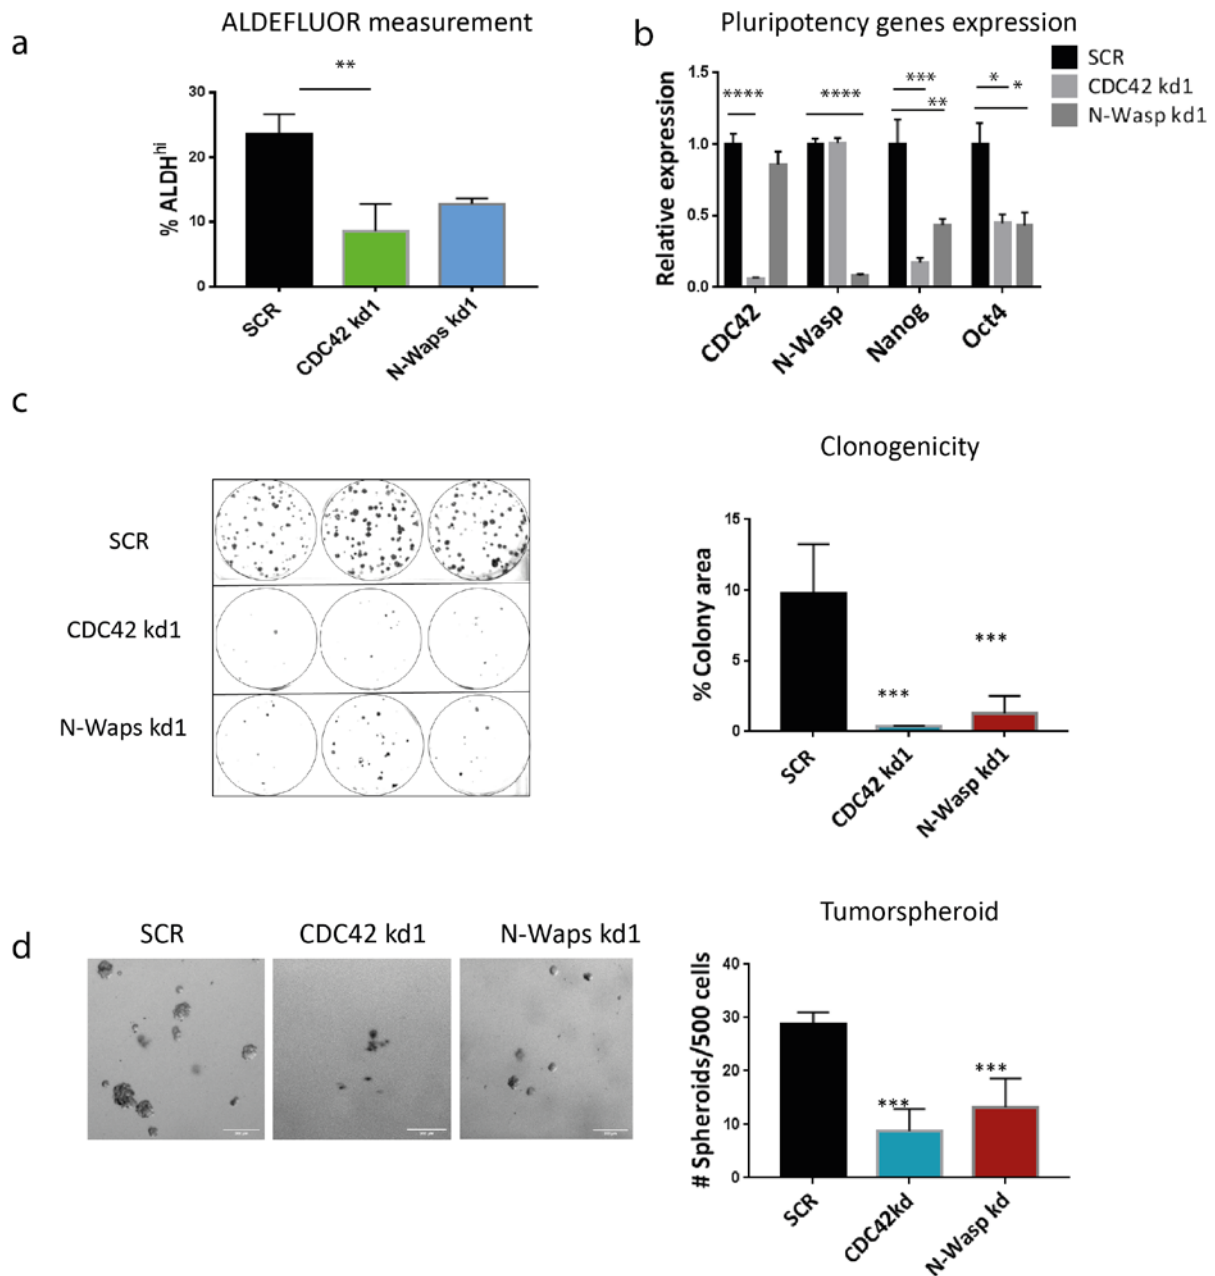 a
ALDEFLUOR measurement
**
% ALDHhi
30
20
10
0
SCR
CDC42 kd1
N-Waps kd1
b
Pluripotency genes expression
SCR
CDC42 kd1
N-Wasp kd1
Relative expression
1.5
1.0
0.5
0.0
****
****
***
**
*
*
CDC42
N-Wasp
Nanog
Oct4
c
SCR
CDC42 kd1
N-Waps kd1
Clonogenicity
% Colony area
15
10
5
0
***
***
SCR
CDC42 kd1
N-Wasp kd1
d
SCR
CDC42 kd1
N-Waps kd1
Tumorspheroid
# Spheroids/500 cells
40
30
20
10
0
***
***
SCR
CDC42kd
N-Wasp kd